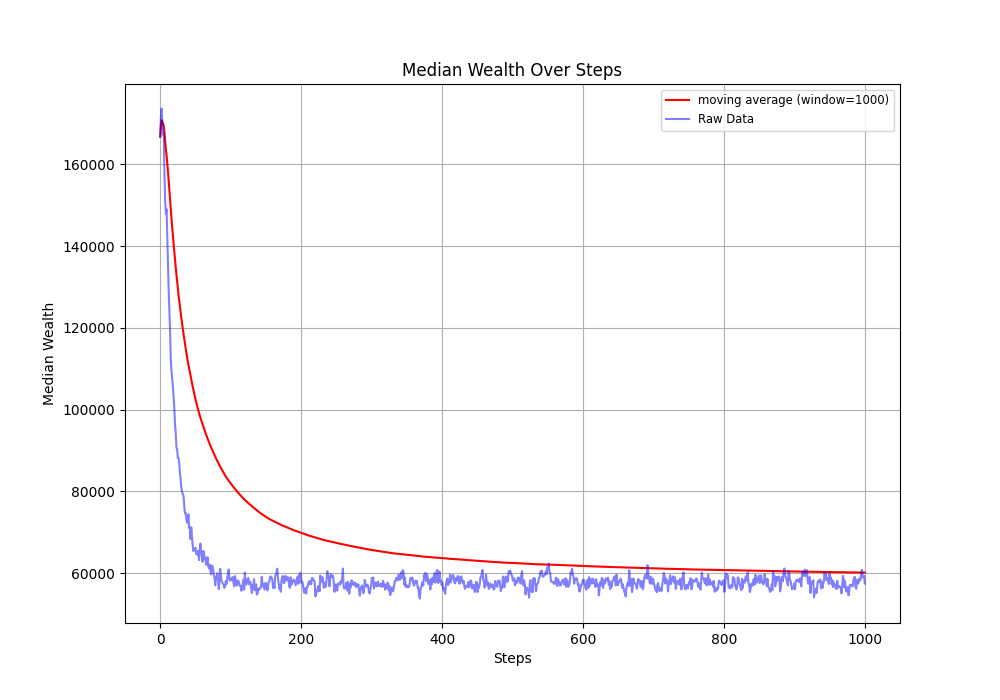 Median Wealth Over Steps
moving average (window=1000)
Raw Data
Median Wealth
160000
140000
120000
100000
80000
60000
0 200 400 600 800 1000
Steps